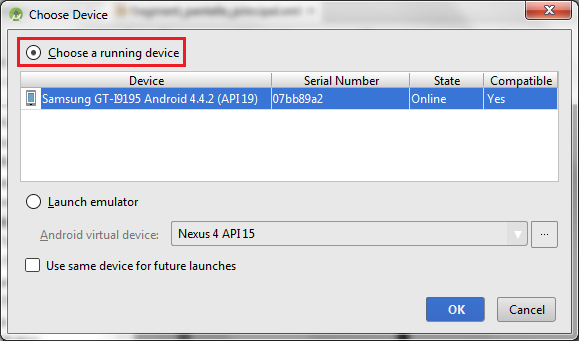 Choose Device
Choose a running device
Device Serial Number State Compatible
Samsung GT-I9195 Android 4.4.2 (API 19) 07bb89a2 Online Yes
Launch emulator
Android virtual device: Nexus 4 API 15 ...
Use same device for future launches
OK Cancel